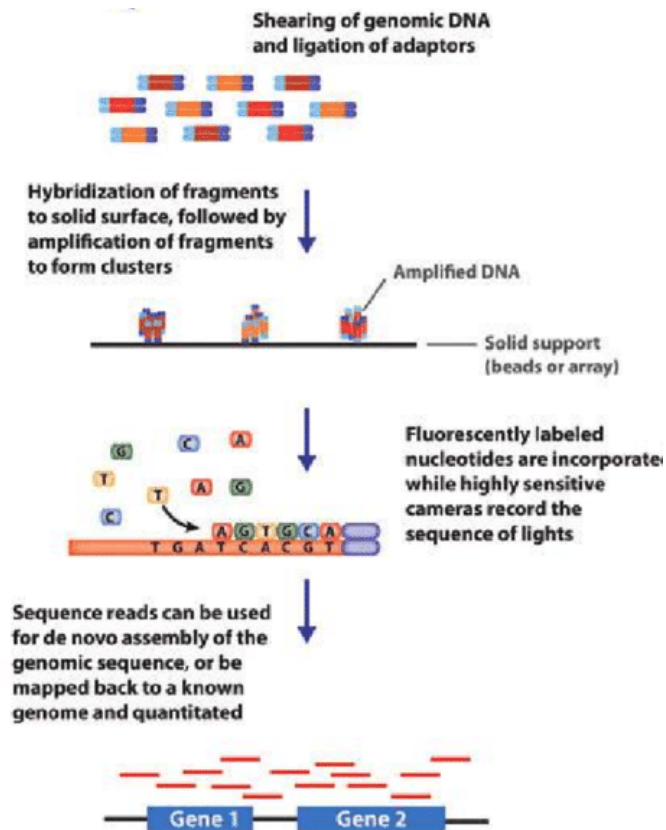 Shearing of genomic DNA
and ligation of adaptors
Hybridization of fragments
to solid surface, followed by
amplification of fragments
to form clusters
Amplified DNA
Solid support
(beads or array)
G
C
A
T
T
A
G
C
A G T G C A
T G A T C A C G T
Fluorescently labeled
nucleotides are incorporated
while highly sensitive
cameras record the
sequence of lights
Sequence reads can be used
for de novo assembly of the
genomic sequence, or be
mapped back to a known
genome and quantitated
Gene 1
Gene 2